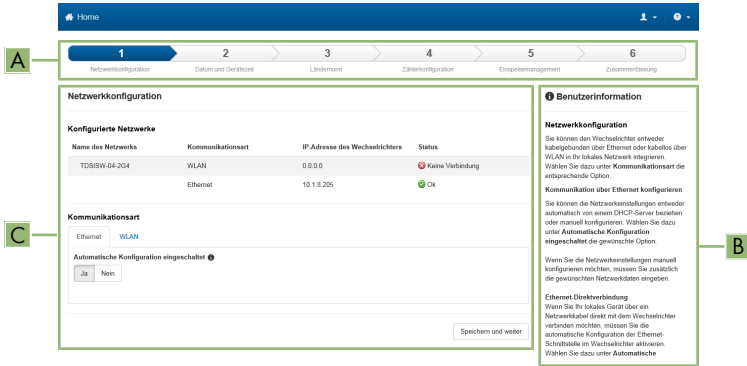 Home
A
1 2 3 4 5 6
Netzwerkkonfiguration Datum und Gerätezeit Ländernorm Zählerkonfiguration Einspeisemanagement Zusammenfassung
C
Netzwerkkonfiguration
Konfigurierte Netzwerke
Name des Netzwerks Kommunikationsart IP-Adresse des Wechselrichters Status
TDSISW-04-2G4 WLAN 0.0.0.0 Keine Verbindung
Ethernet 10.1.8.205 Ok
Kommunikationsart
Ethernet WLAN
Automatische Konfiguration eingeschaltet
Ja Nein
Speichern und weiter
B
Benutzerinformation
Netzwerkkonfiguration
Sie können den Wechselrichter entweder
kabelgebunden über Ethernet oder kabellos über
WLAN in Ihr lokales Netzwerk integrieren.
Wählen Sie dazu unter Kommunikationsart die
entsprechende Option.
Kommunikation über Ethernet konfigurieren
Sie können die Netzwerkeinstellungen entweder
automatisch von einem DHCP-Server beziehen
oder manuell konfigurieren. Wählen Sie dazu
unter Automatische Konfiguration
eingeschaltet die gewünschte Option.
Wenn Sie die Netzwerkeinstellungen manuell
konfigurieren möchten, müssen Sie zusätzlich
die gewünschten Netzwerkdaten eingeben.
Ethernet-Direktverbindung
Wenn Sie Ihr lokales Gerät über ein
Netzwerkkabel direkt mit dem Wechselrichter
verbinden möchten, müssen Sie die
automatische Konfiguration der Ethernet-
Schnittstelle im Wechselrichter aktivieren.
Wählen Sie dazu unter Automatische